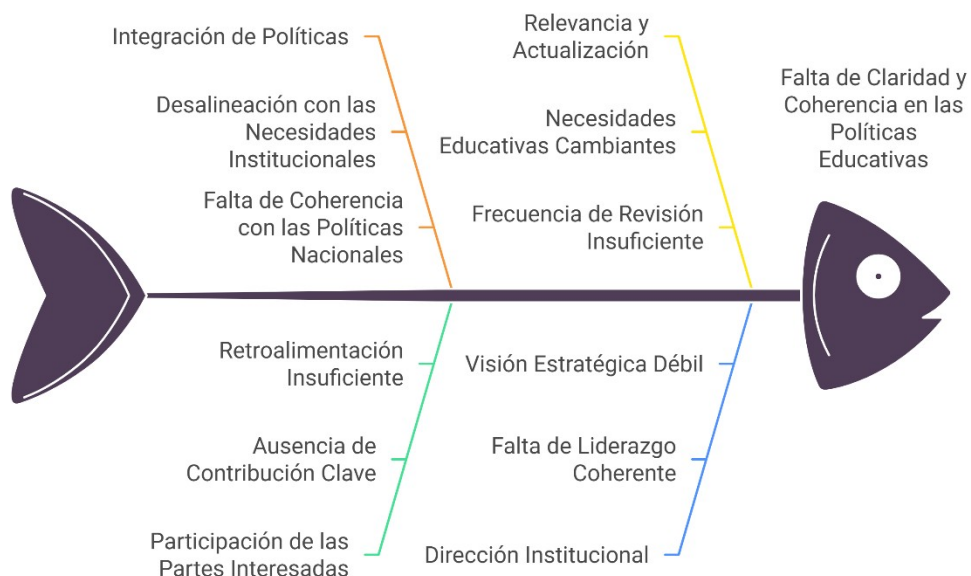 Integración de Políticas
Desalineación con las
Necesidades
Institucionales
Falta de Coherencia
con las Políticas
Nacionales
Relevancia y
Actualización
Necesidades
Educativas Cambiantes
Frecuencia de Revisión
Insuficiente
Falta de Claridad y
Coherencia en las
Políticas
Educativas
Retroalimentación
Insuficiente
Ausencia de
Contribución Clave
Participación de las
Partes Interesadas
Visión Estratégica Débil
Falta de Liderazgo
Coherente
Dirección Institucional